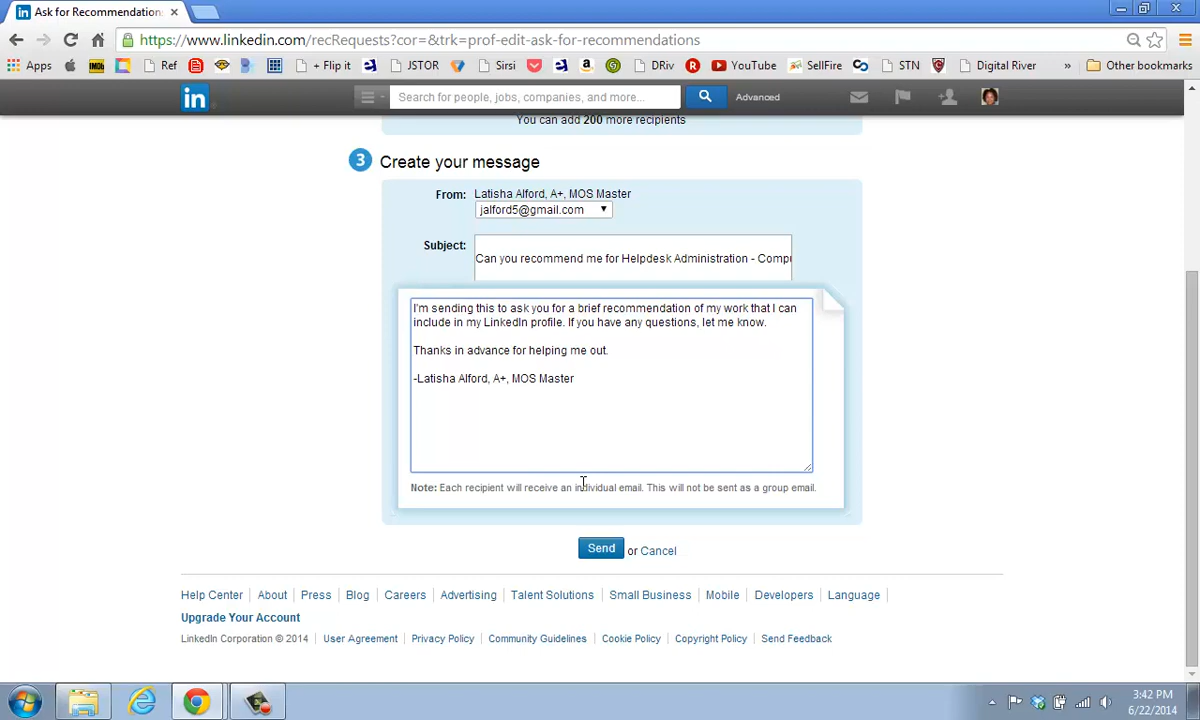 Ask for Recommendations
https://www.linkedin.com/recRequests?cor=&trk=prof-edit-ask-for-recommendations
Apps IMDb Ref + Flip it JSTOR Sirsi DRiv YouTube SellFire STN Digital River » Other bookmarks
in Search for people, jobs, companies, and more... Advanced
You can add 200 more recipients
3 Create your message
From: Latisha Alford, A+, MOS Master
jalford5@gmail.com
Subject:
Can you recommend me for Helpdesk Administration - Compu
I'm sending this to ask you for a brief recommendation of my work that I can
include in my LinkedIn profile. If you have any questions, let me know.
Thanks in advance for helping me out.
-Latisha Alford, A+, MOS Master
Note: Each recipient will receive an individual email. This will not be sent as a group email.
Send or Cancel
Help Center About Press Blog Careers Advertising Talent Solutions Small Business Mobile Developers Language
Upgrade Your Account
LinkedIn Corporation © 2014 User Agreement Privacy Policy Community Guidelines Cookie Policy Copyright Policy Send Feedback
3:42 PM
6/22/2014